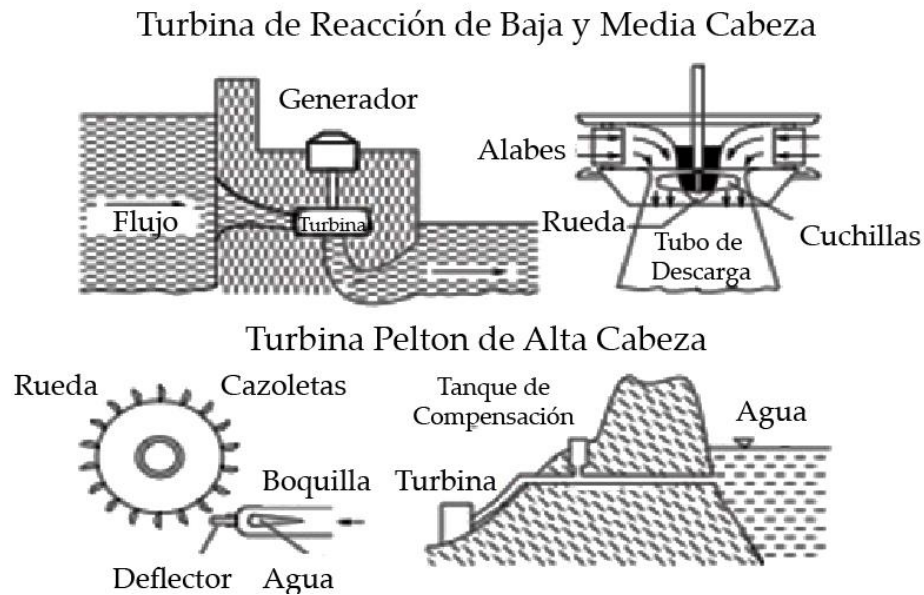 Turbina de Reacción de Baja y Media Cabeza
Generador
Alabes
Flujo
Turbina
Rueda
Cuchillas
Tubo de
Descarga
Turbina Pelton de Alta Cabeza
Rueda
Cazoletas
Tanque de
Compensación
Agua
Boquilla
Turbina
Deflector
Agua